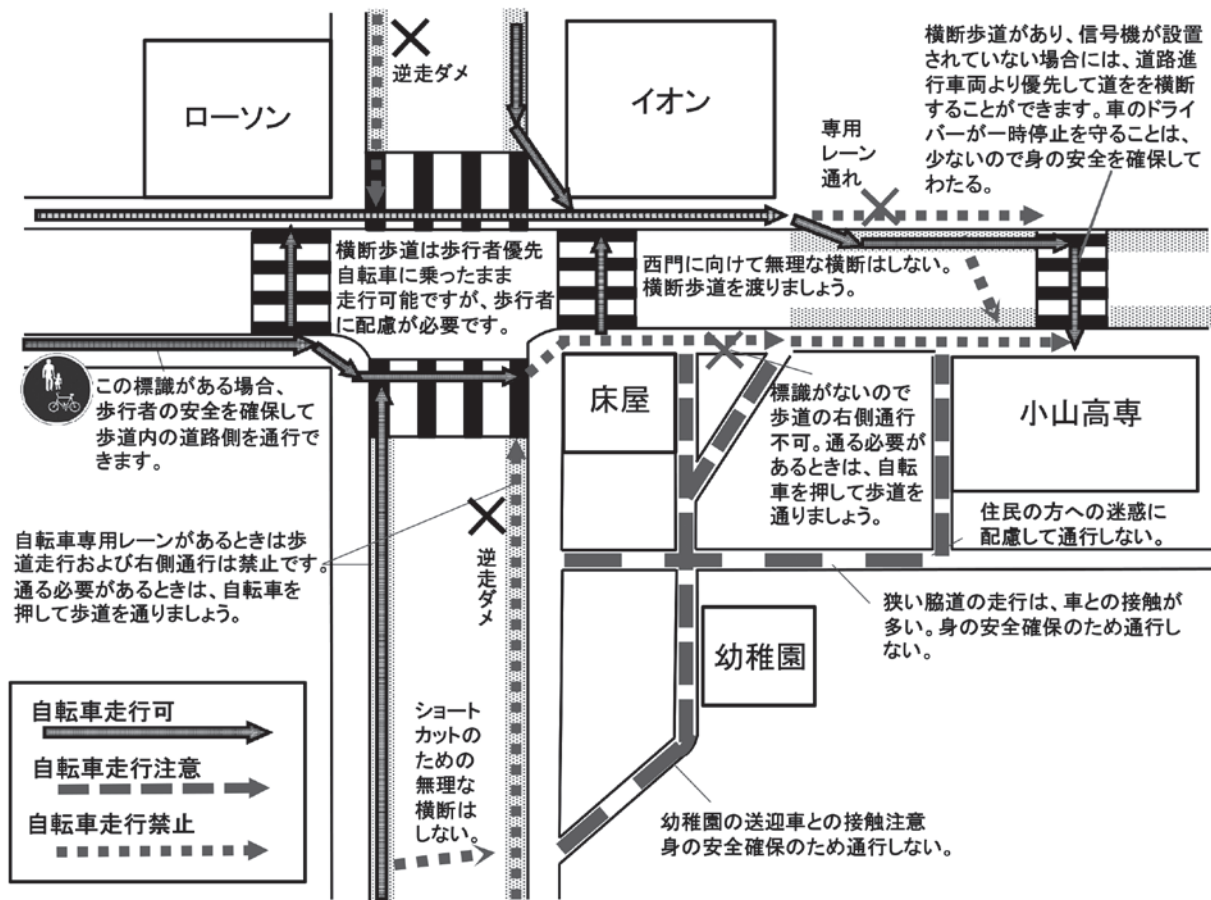 逆走ダメ
ローソン
イオン
専用
レーン
通れ
横断歩道があり、信号機が設置
されていない場合には、道路進
行車両より優先して道をを横断
することができます。車のドライ
バーが一時停止を守ることは、
少ないので身の安全を確保して
わたる。
横断歩道は歩行者優先
自転車に乗ったまま
走行可能ですが、歩行者
に配慮が必要です。
西門に向けて無理な横断はしない。
横断歩道を渡りましょう。
この標識がある場合、
歩行者の安全を確保して
歩道内の道路側を通行で
きます。
床屋
標識がないので
歩道の右側通行
不可。通る必要が
あるときは、自転
車を押して歩道を
通りましょう。
小山高専
住民の方への迷惑に
配慮して通行しない。
自転車専用レーンがあるときは歩
道走行および右側通行は禁止です。
通る必要があるときは、自転車を
押して歩道を通りましょう。
逆走ダメ
狭い脇道の走行は、車との接触が
多い。身の安全確保のため通行し
ない。
幼稚園
ショート
カットの
ための
無理な
横断は
しない。
幼稚園の送迎車との接触注意
身の安全確保のため通行しない。
自転車走行可
自転車走行注意
自転車走行禁止